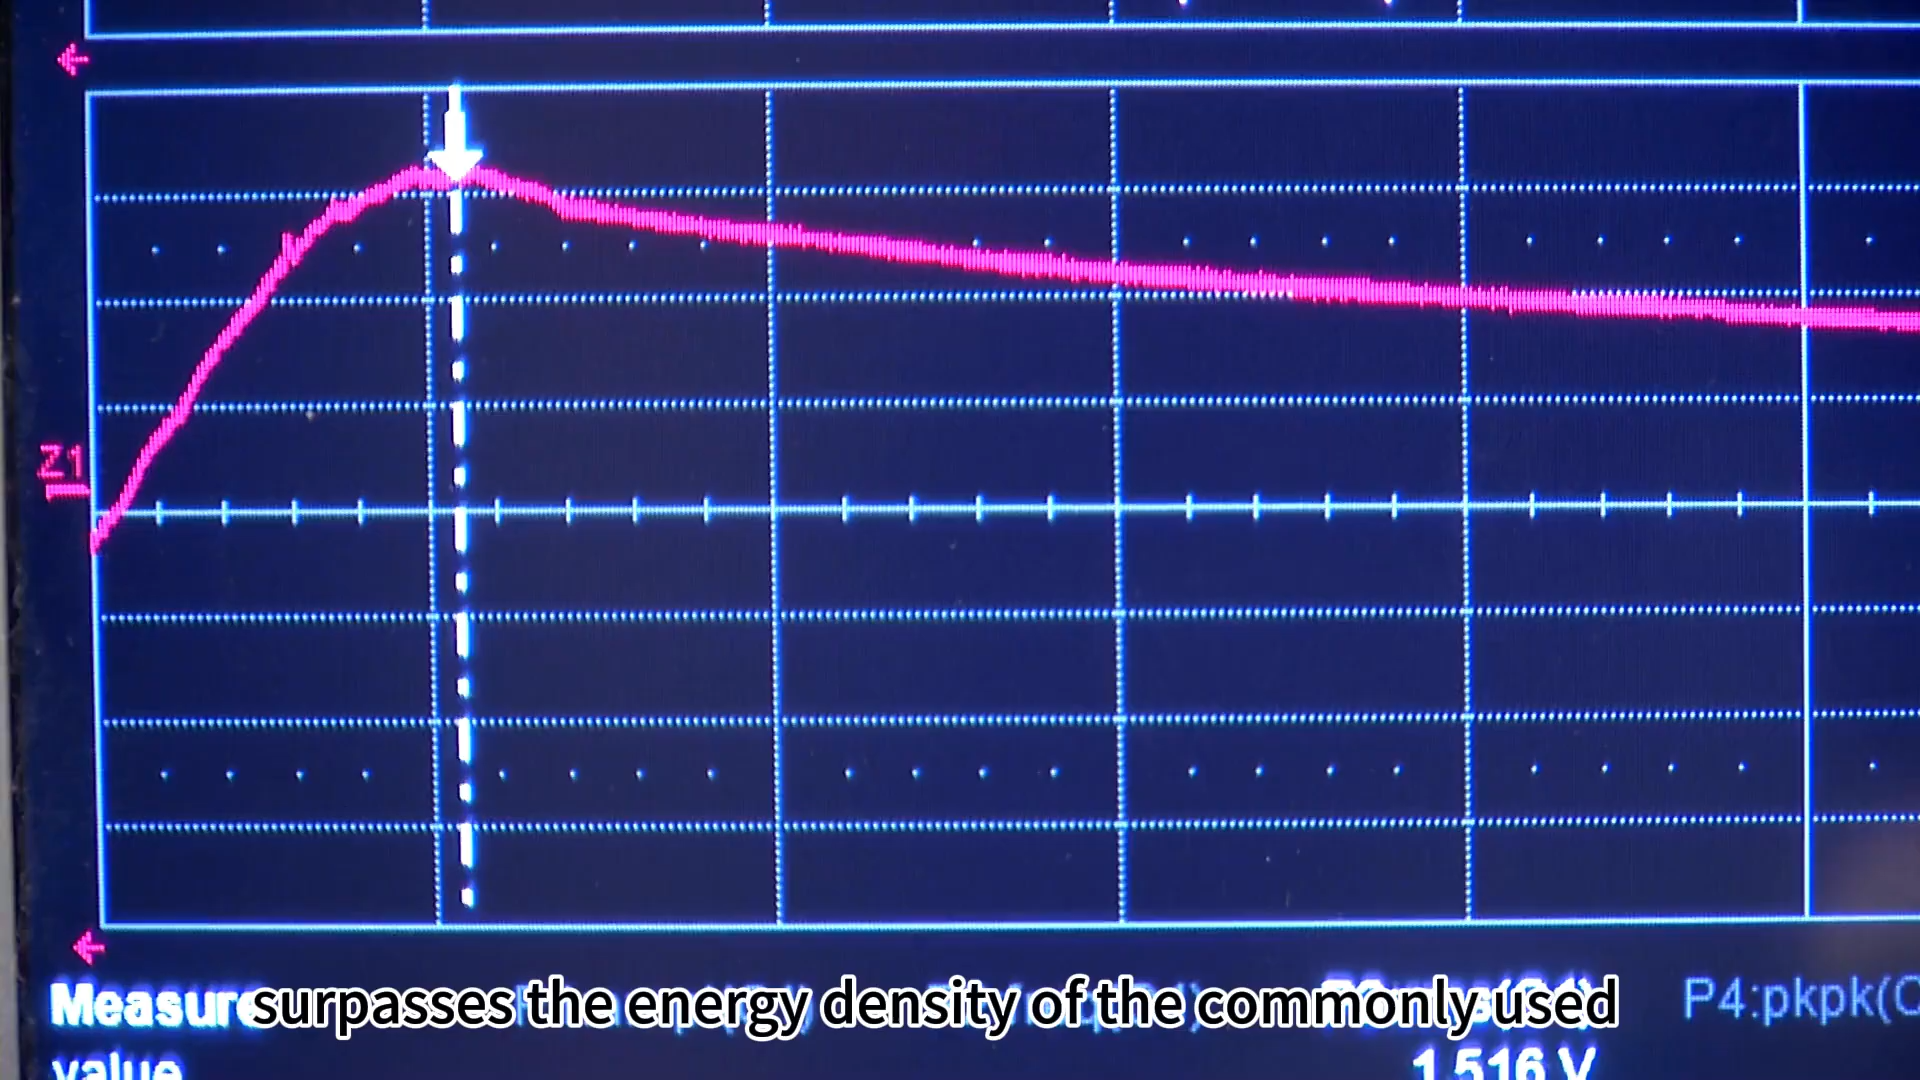 Z1
surpasses the energy density of the commonly used
Measure
P4:pkpk(C
value
1.516 V